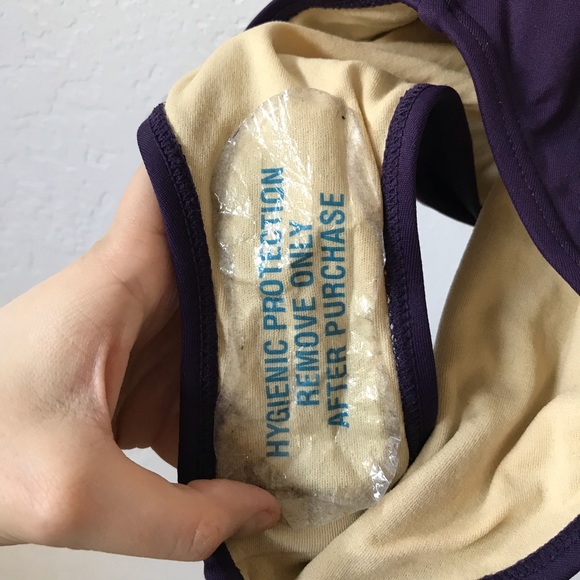 HYGIENIC PROTECTION
REMOVE ONLY
AFTER PURCHASE